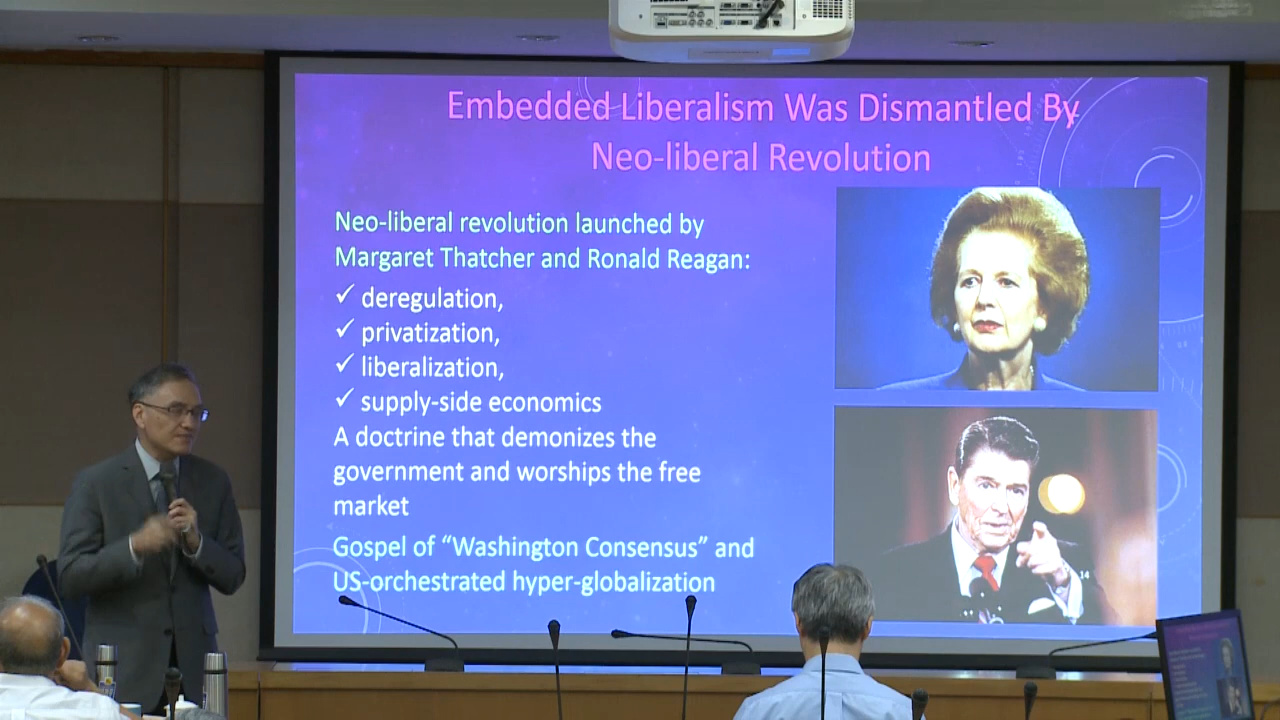 Embedded Liberalism Was Dismantled By
Neo-liberal Revolution
Neo-liberal revolution launched by
Margaret Thatcher and Ronald Reagan:
✓ deregulation,
✓ privatization,
✓ liberalization,
✓ supply-side economics
A doctrine that demonizes the
government and worships the free
market
Gospel of “Washington Consensus” and
US-orchestrated hyper-globalization
14